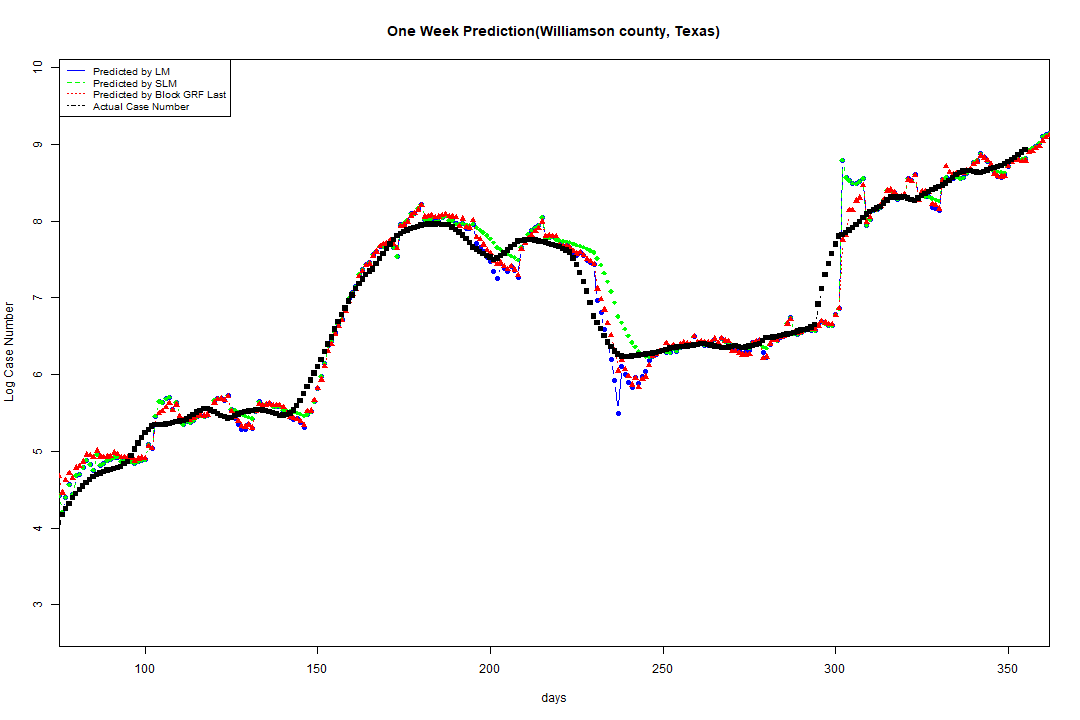 One Week Prediction(Williamson county, Texas)
Predicted by LM
Predicted by SLM
Predicted by Block GRF Last
Actual Case Number
10
9
8
7
6
5
4
3
Log Case Number
100 150 200 250 300 350
days